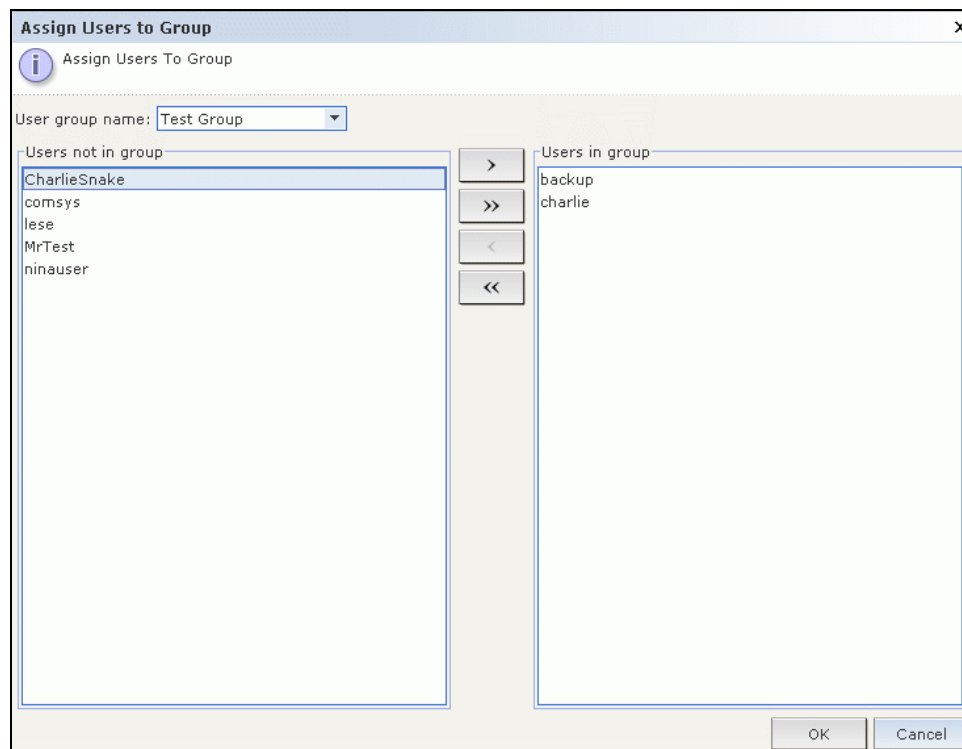 Assign Users to Group
X
i
Assign Users To Group
User group name: Test Group
Users not in group
CharlieSnake
comsys
lese
MrTest
ninauser
>
>>
<
<<
Users in group
backup
charlie
OK
Cancel